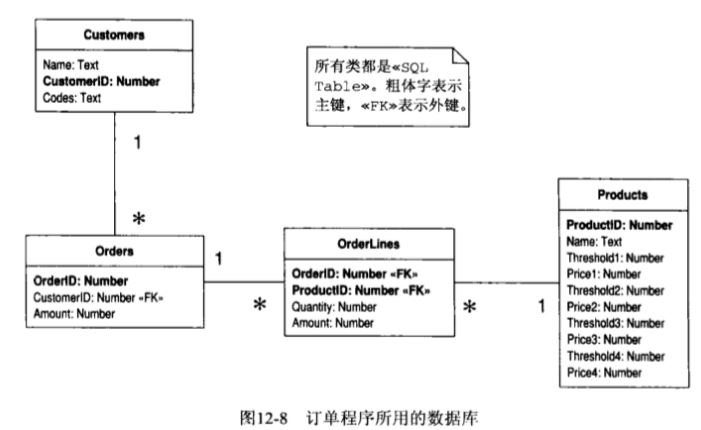 Customers
Name: Text
CustomerID: Number
Codes: Text
所有类都是«SQL
Table»。粗体字表示
主键，«FK»表示外键。
1
*
Orders
OrderID: Number
CustomerID: Number «FK»
Amount: Number
1
*
OrderLines
OrderID: Number «FK»
ProductID: Number «FK»
Quantity: Number
Amount: Number
*
1
Products
ProductID: Number
Name: Text
Threshold1: Number
Price1: Number
Threshold2: Number
Price2: Number
Threshold3: Number
Price3: Number
Threshold4: Number
Price4: Number
图12-8 订单程序所用的数据库